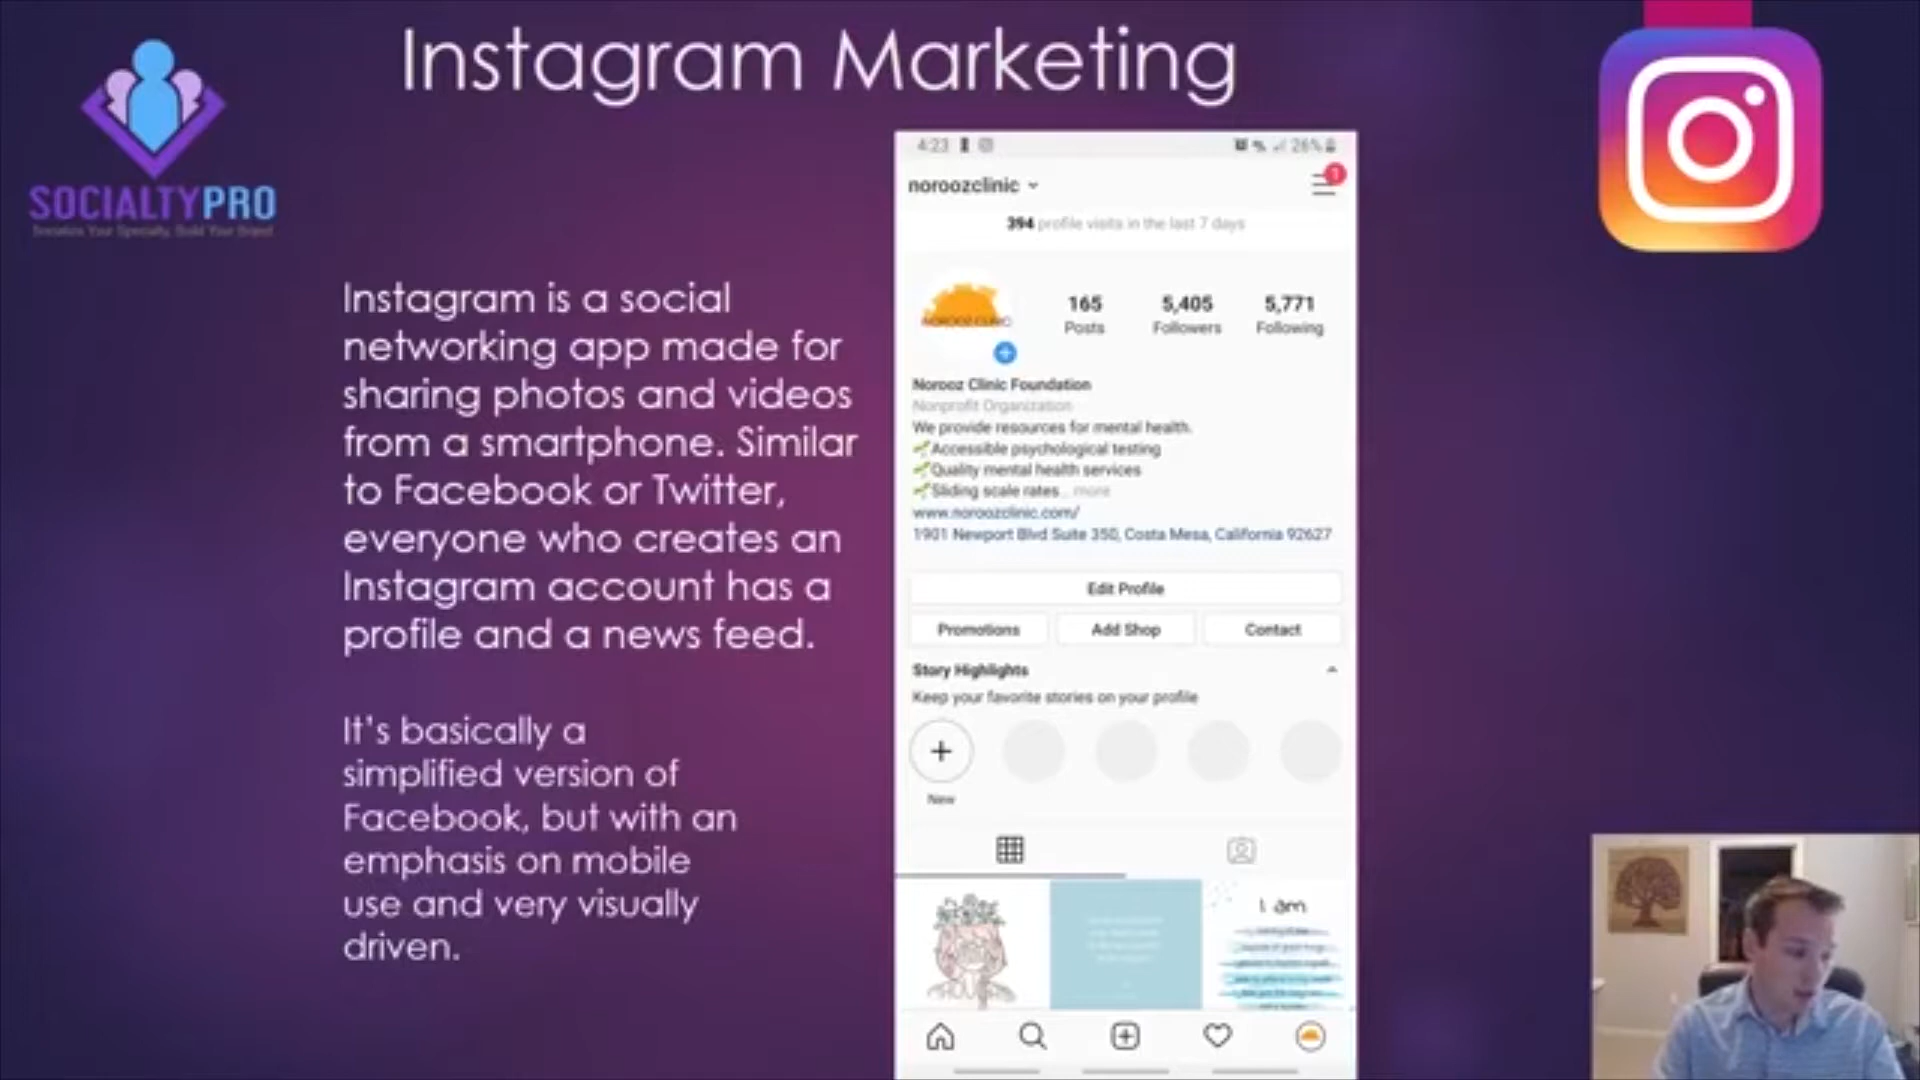 Instagram Marketing
SOCIALTYPRO
Instagram is a social
networking app made for
sharing photos and videos
from a smartphone. Similar
to Facebook or Twitter,
everyone who creates an
Instagram account has a
profile and a news feed.
It's basically a
simplified version of
Facebook, but with an
emphasis on mobile
use and very visually
driven.
4:23
26%
noroozclinic
1
394 profile visits in the last 7 days
NOROOZ CLINIC
165
5,405
5,771
Posts
Followers
Following
Norooz Clinic Foundation
Nonprofit Organization
We provide resources for mental health.
Accessible psychological testing
Quality mental health services
Sliding scale rates... more
www.noroozclinic.com/
1901 Newport Blvd Suite 350, Costa Mesa, California 92627
Edit Profile
Promotions
Add Shop
Contact
Story Highlights
Keep your favorite stories on your profile
New
I am